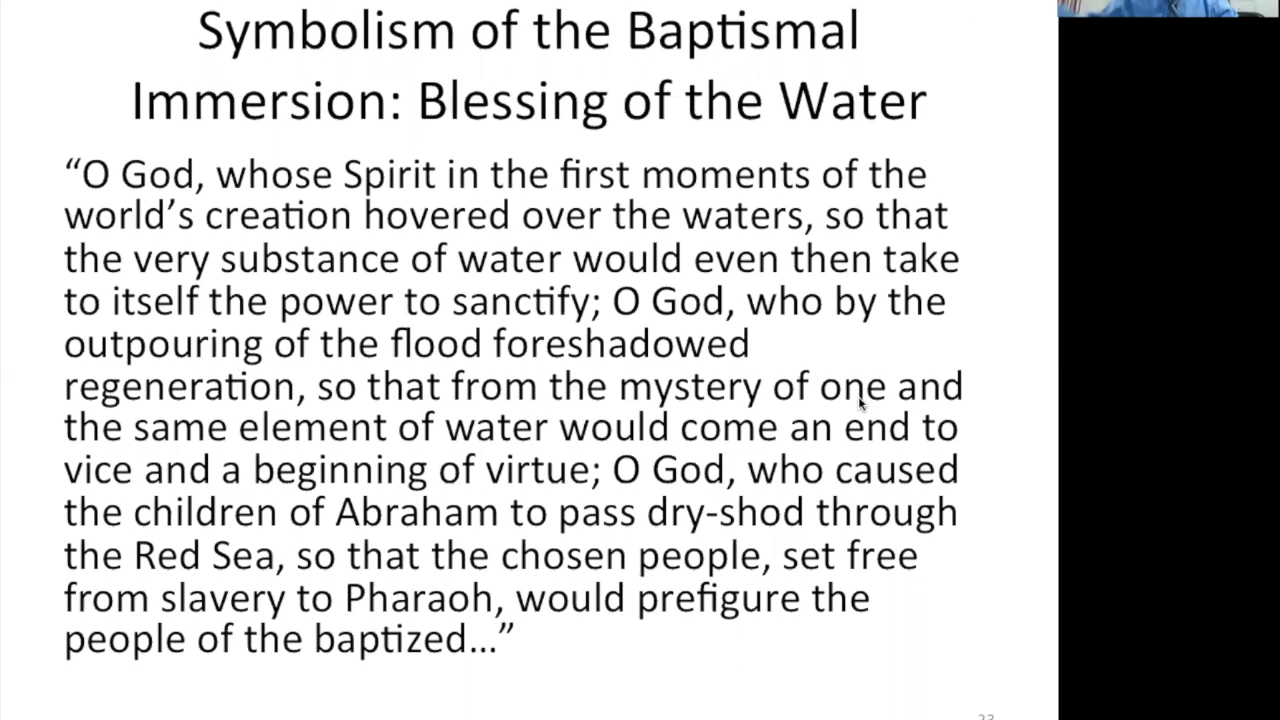 Symbolism of the Baptismal
Immersion: Blessing of the Water
“O God, whose Spirit in the first moments of the
world’s creation hovered over the waters, so that
the very substance of water would even then take
to itself the power to sanctify; O God, who by the
outpouring of the flood foreshadowed
regeneration, so that from the mystery of one and
the same element of water would come an end to
vice and a beginning of virtue; O God, who caused
the children of Abraham to pass dry-shod through
the Red Sea, so that the chosen people, set free
from slavery to Pharaoh, would prefigure the
people of the baptized…”
23